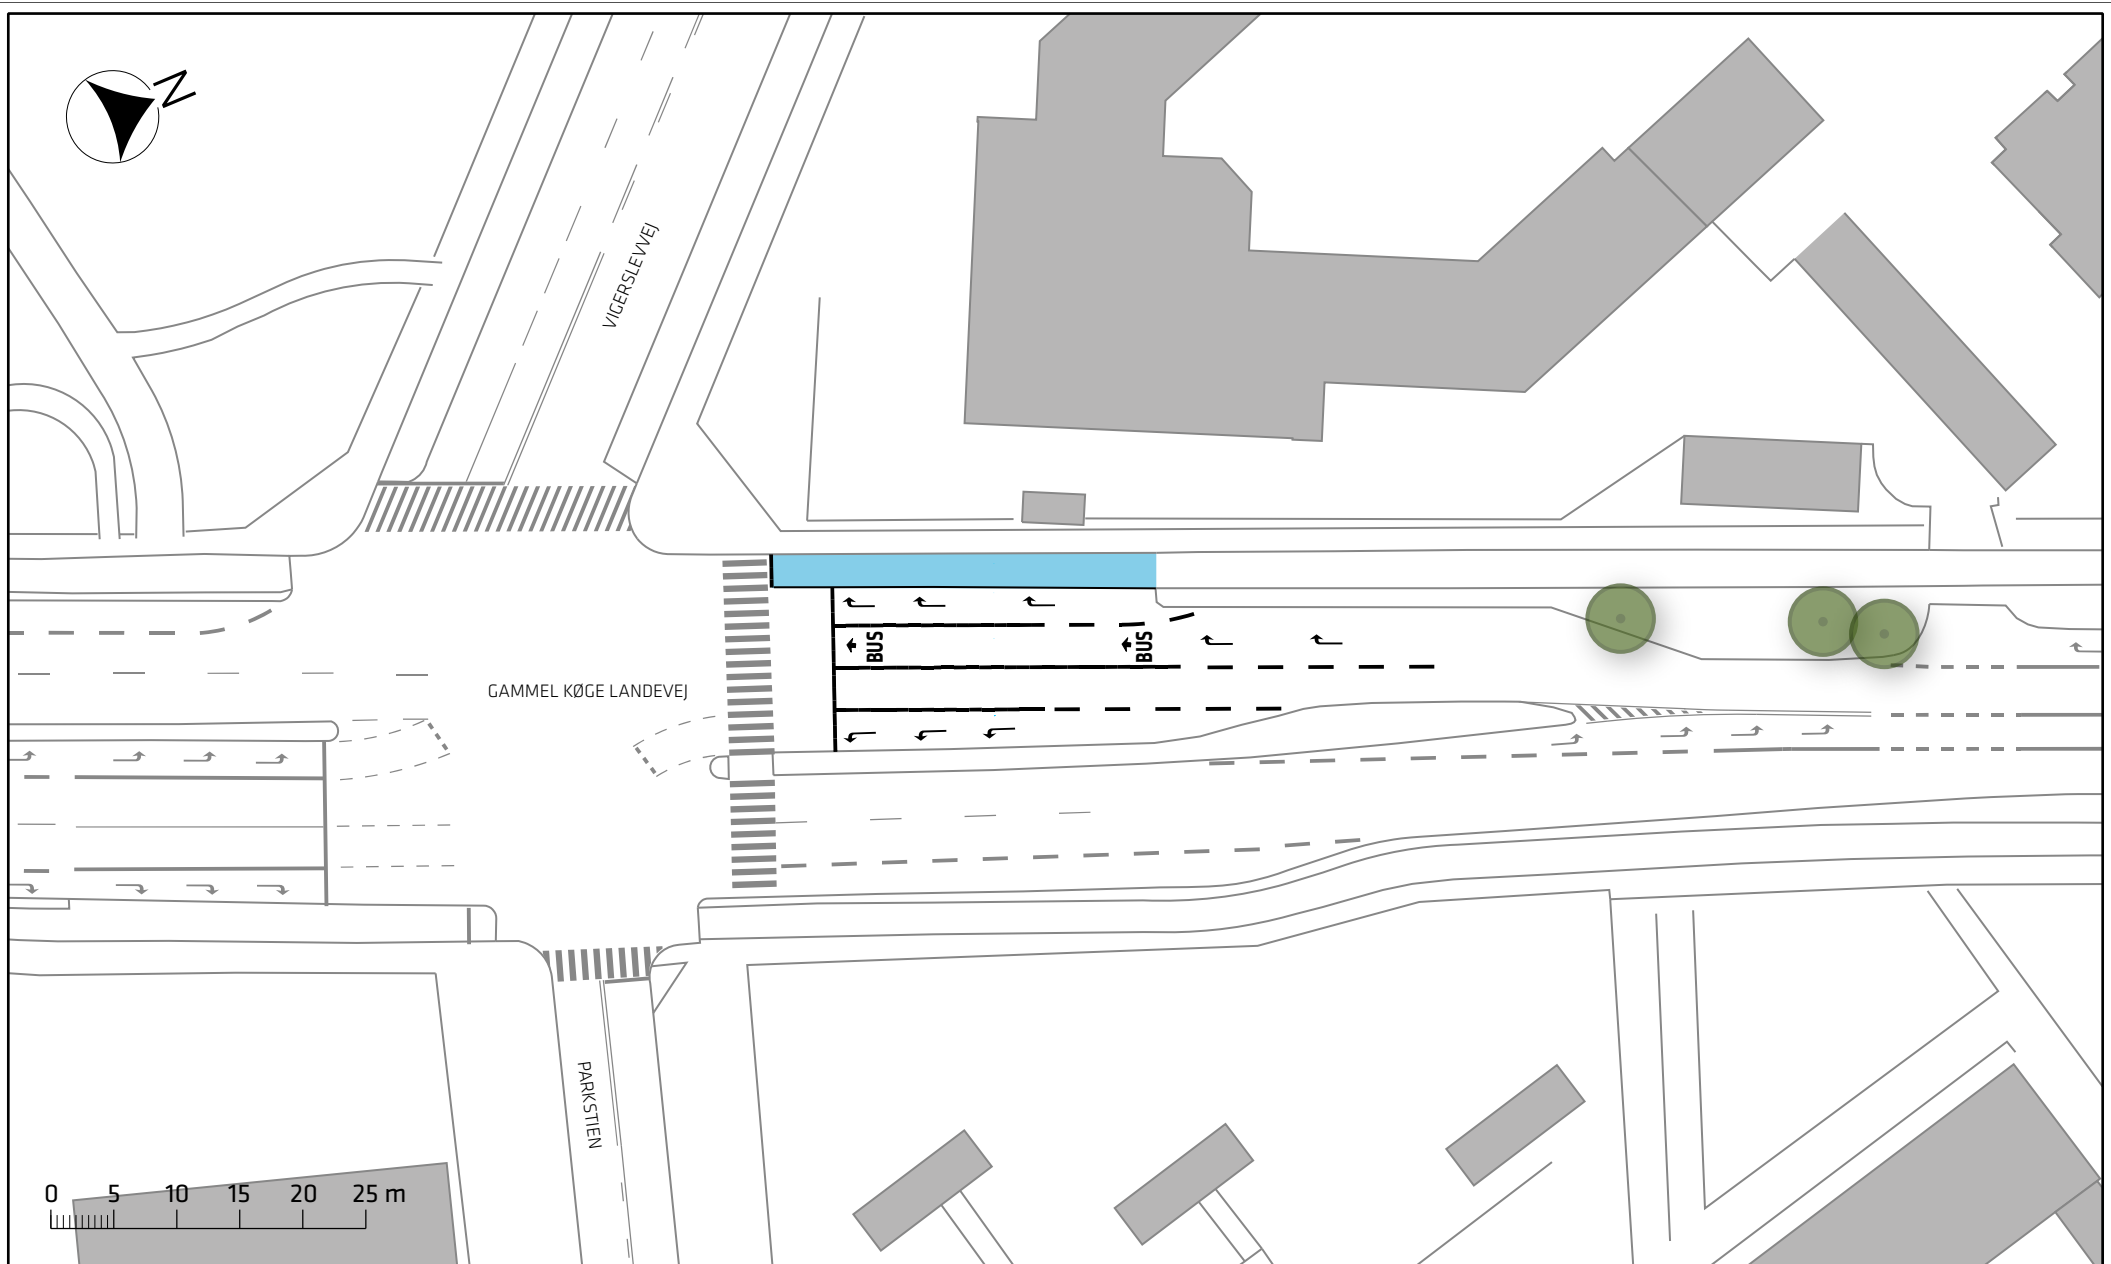 N
VIGERSLEVVEJ
BUS
BUS
GAMMEL KØGE LANDEVEJ
PARKSTIEN
0 5 10 15 20 25 m